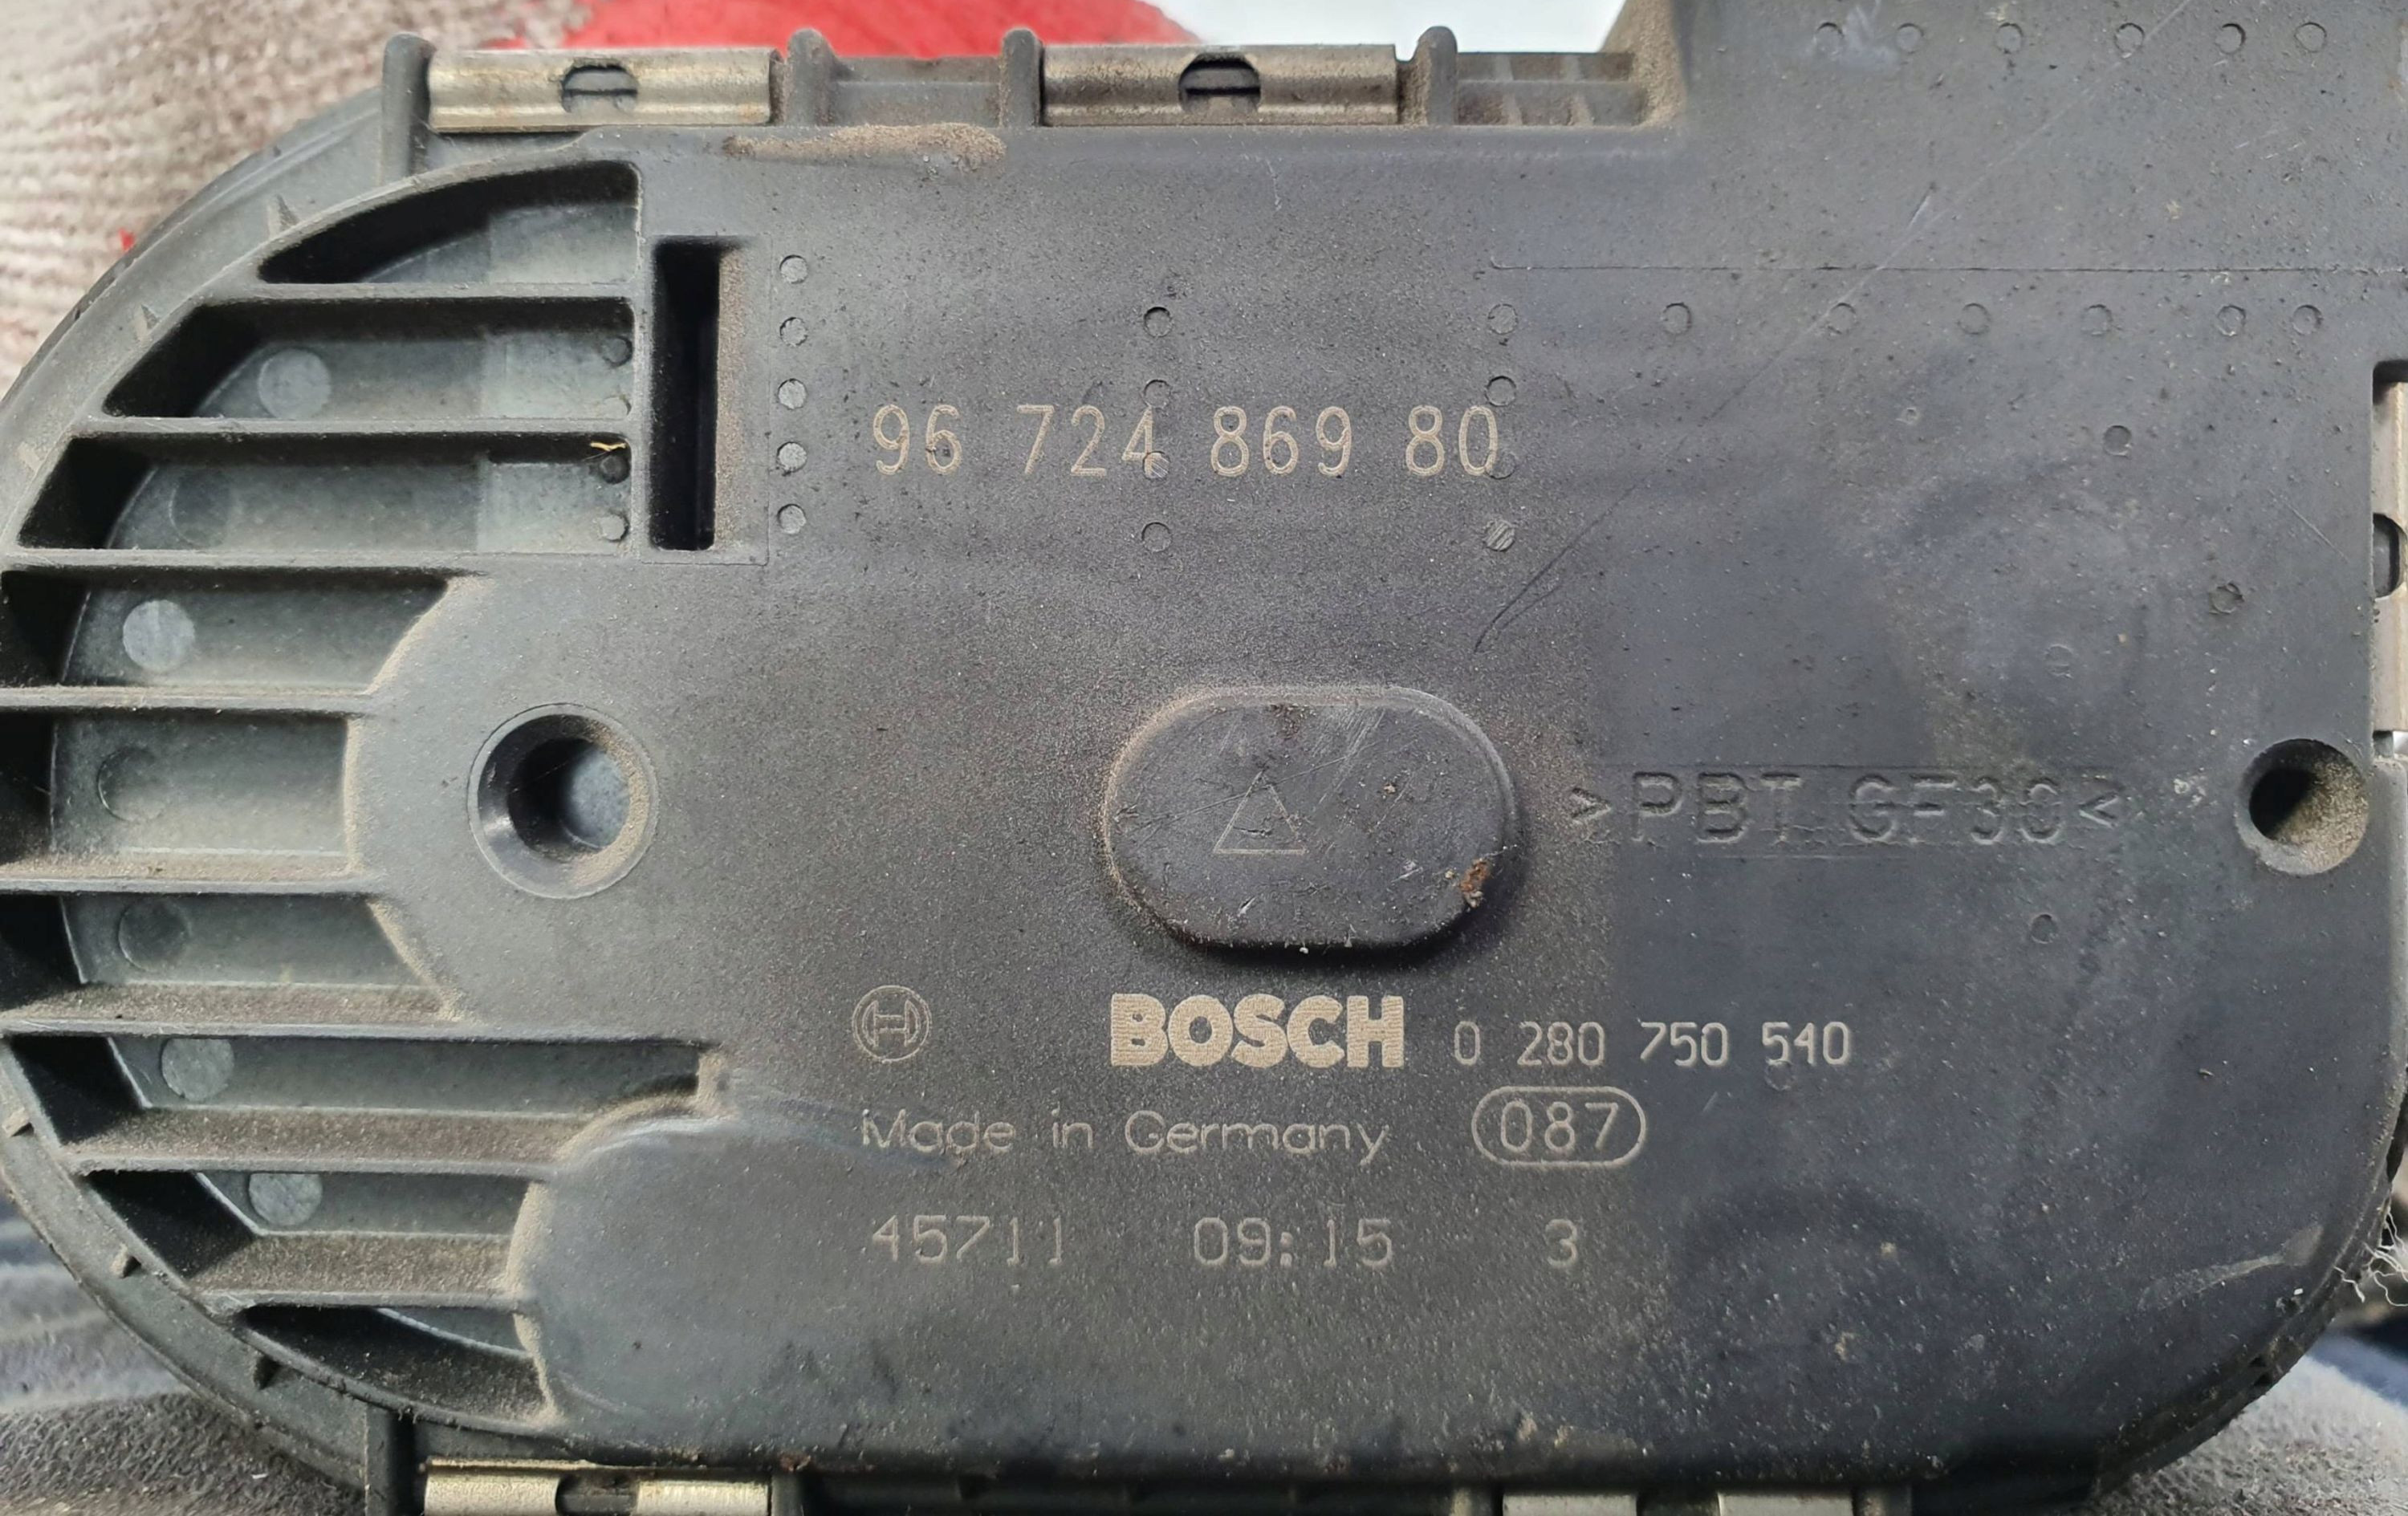 96 724 869 80
>PBT GF30<
BOSCH 0 280 750 540
Made in Germany 087
45711 09:15 3